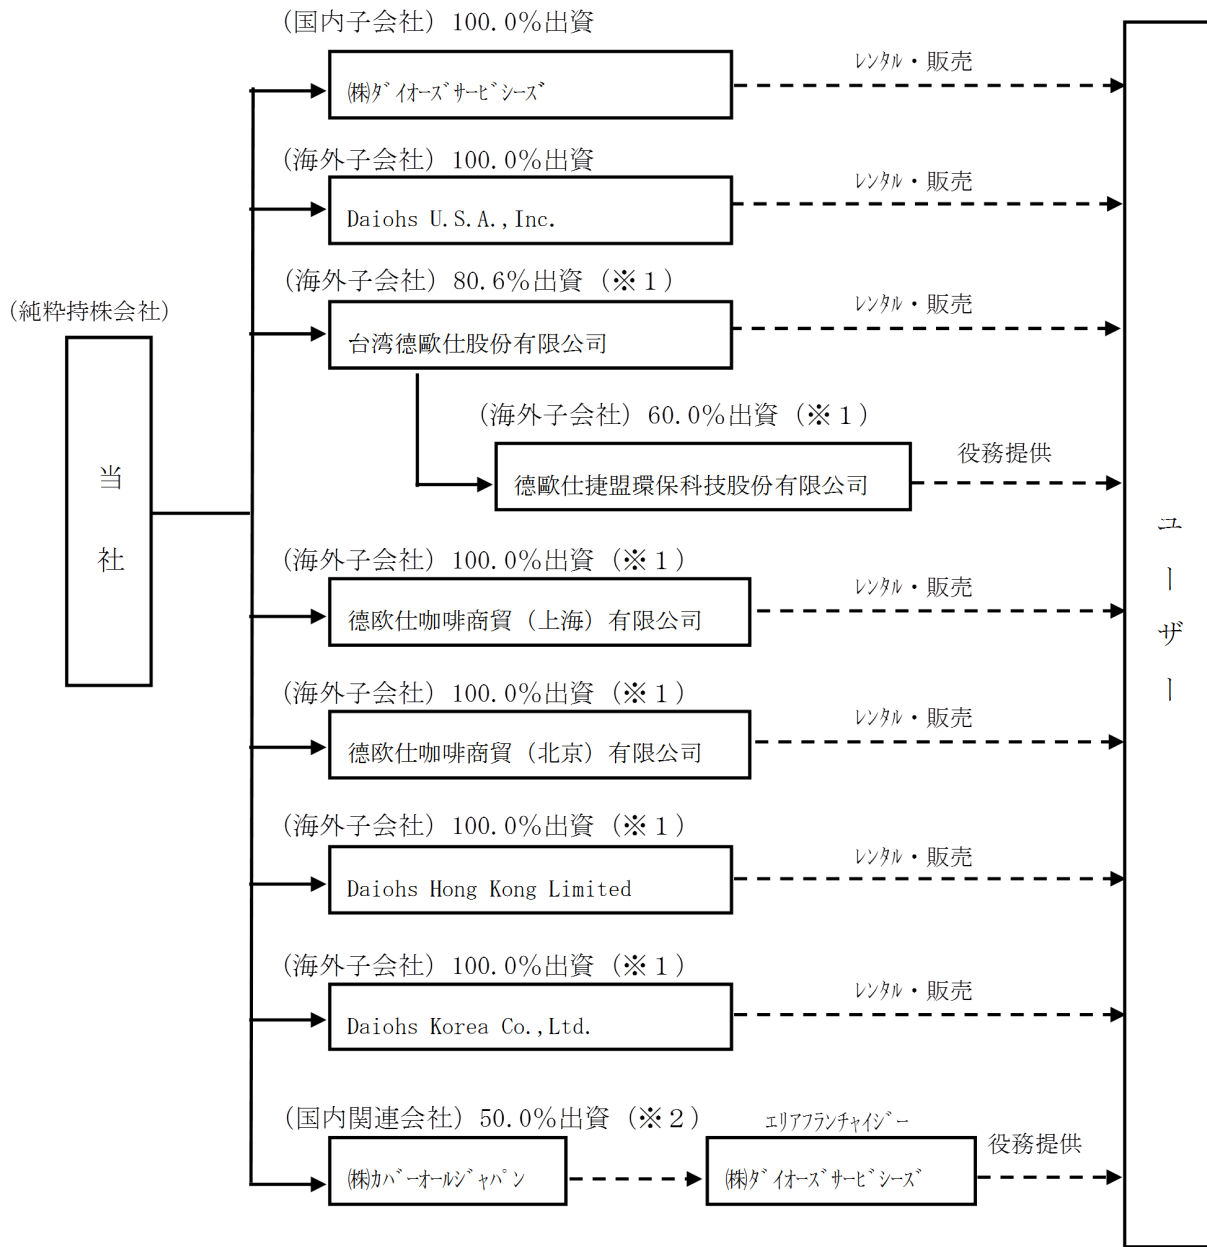 (国内子会社) 100.0%出資
㈱ﾀﾞｲｵｰｽﾞｻｰﾋﾞｼｰｽﾞ
ﾚﾝﾀﾙ・販売
(海外子会社) 100.0%出資
Daiohs U.S.A.,Inc.
ﾚﾝﾀﾙ・販売
(海外子会社) 80.6%出資（※１）
台湾德歐仕股份有限公司
ﾚﾝﾀﾙ・販売
(純粋持株会社)
当社
(海外子会社) 60.0%出資（※１）
德歐仕捷盟環保科技股份有限公司
役務提供
(海外子会社) 100.0%出資（※１）
德欧仕咖啡商貿（上海）有限公司
ﾚﾝﾀﾙ・販売
ユーザー
(海外子会社) 100.0%出資（※１）
德欧仕咖啡商貿（北京）有限公司
ﾚﾝﾀﾙ・販売
(海外子会社) 100.0%出資（※１）
Daiohs Hong Kong Limited
ﾚﾝﾀﾙ・販売
(海外子会社) 100.0%出資（※１）
Daiohs Korea Co.,Ltd.
ﾚﾝﾀﾙ・販売
(国内関連会社) 50.0%出資（※２）
㈱ｶﾊﾞｰｵｰﾙｼﾞｬﾊﾟﾝ
エリアフランチャイジー
㈱ﾀﾞｲｵｰｽﾞｻｰﾋﾞｼｰｽﾞ
役務提供